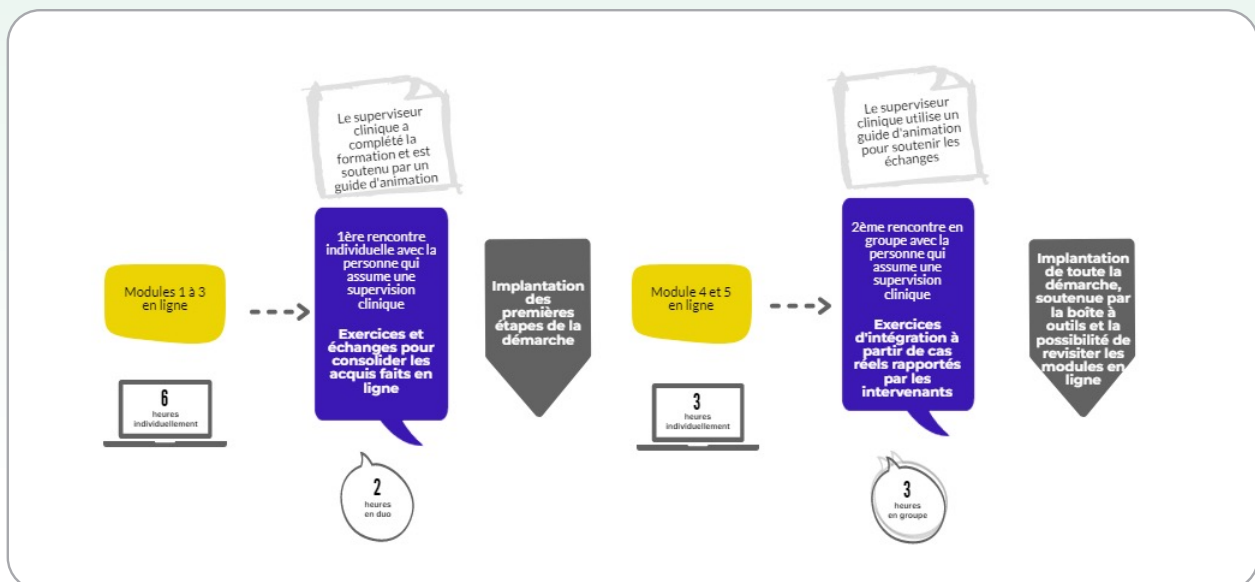 Le superviseur
clinique a
complété la
formation et est
soutenu par un
guide d'animation
Modules 1 à 3
en ligne
6
heures
individuellement
1ère rencontre
individuelle avec la
personne qui
assume une
supervision
clinique
Exercices et
échanges pour
consolider les
acquis faits en
ligne
2
heures
en duo
Implantation
des
premières
étapes de la
démarche
Le superviseur
clinique utilise un
guide d'animation
pour soutenir les
échanges
Module 4 et 5
en ligne
3
heures
individuellement
2ème rencontre en
groupe avec la
personne qui
assume une
supervision
clinique
Exercices
d'intégration à
partir de cas
réels rapportés
par les
intervenants
3
heures
en groupe
Implantation
de toute la
démarche,
soutenue par
la boîte à
outils et la
possibilité de
revisiter les
modules en
ligne